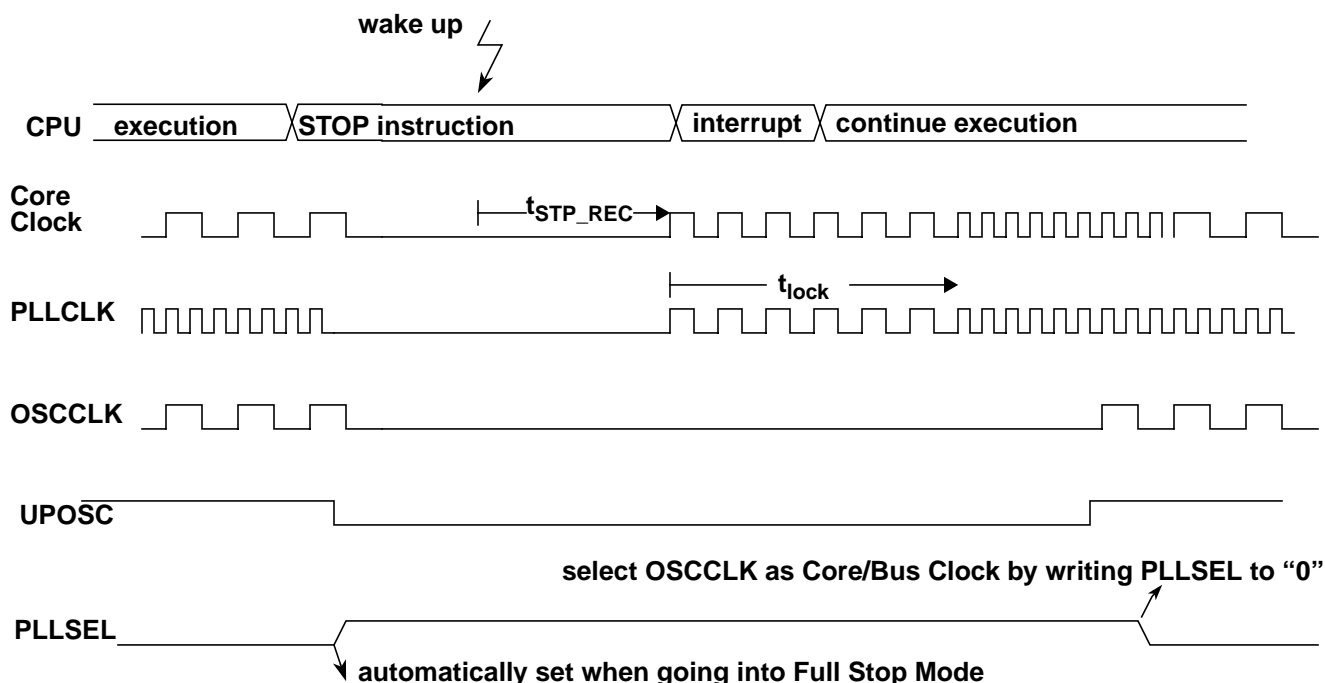 wake up
CPU execution STOP instruction interrupt continue execution
Core
Clock
tSTP_REC
tlock
PLLCLK
OSCCLK
UPOSC
select OSCCLK as Core/Bus Clock by writing PLLSEL to “0”
PLLSEL
automatically set when going into Full Stop Mode